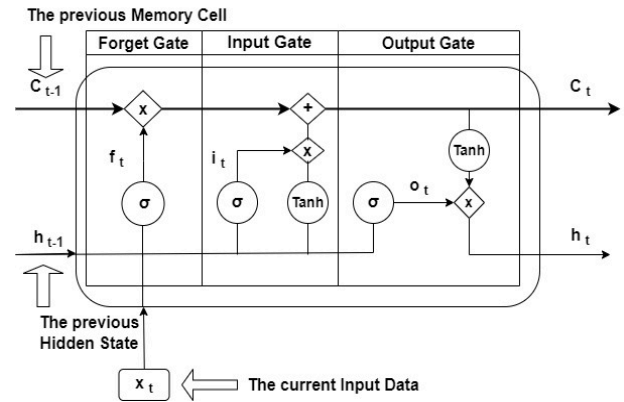 The previous Memory Cell
Forget Gate Input Gate Output Gate
C t-1
C t
x
+
f t
i t
x
Tanh
σ
σ
Tanh
σ
o t
x
h t-1
h t
The previous
Hidden State
x t
The current Input Data